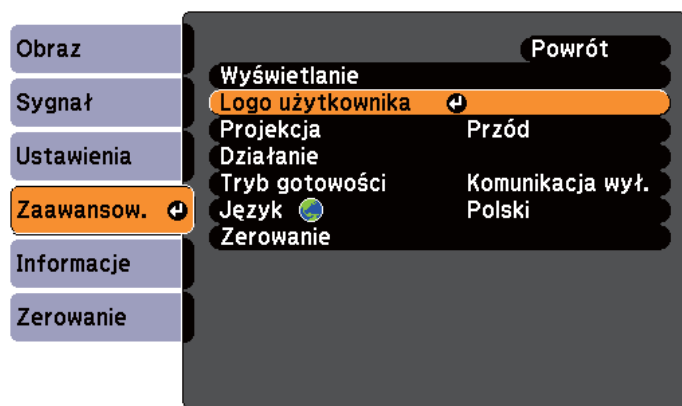 Obraz
Sygnał
Ustawienia
Zaawansow.
Informacje
Zerowanie
Powrót
Wyświetlanie
Logo użytkownika
Projekcja Przód
Działanie
Tryb gotowości Komunikacja wył.
Język Polski
Zerowanie